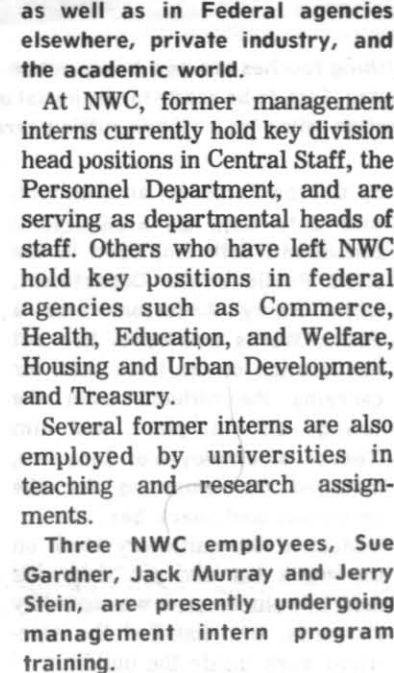 as well as in Federal agencies
elsewhere, private industry, and
the academic world.
At NWC, former management
interns currently hold key division
head positions in Central Staff, the
Personnel Department, and are
serving as departmental heads of
staff. Others who have left NWC
hold key positions in federal
agencies such as Commerce,
Health, Education, and Welfare,
Housing and Urban Development,
and Treasury.
Several former interns are also
employed by universities in
teaching and research assign-
ments.
Three NWC employees, Sue
Gardner, Jack Murray and Jerry
Stein, are presently undergoing
management intern program
training.